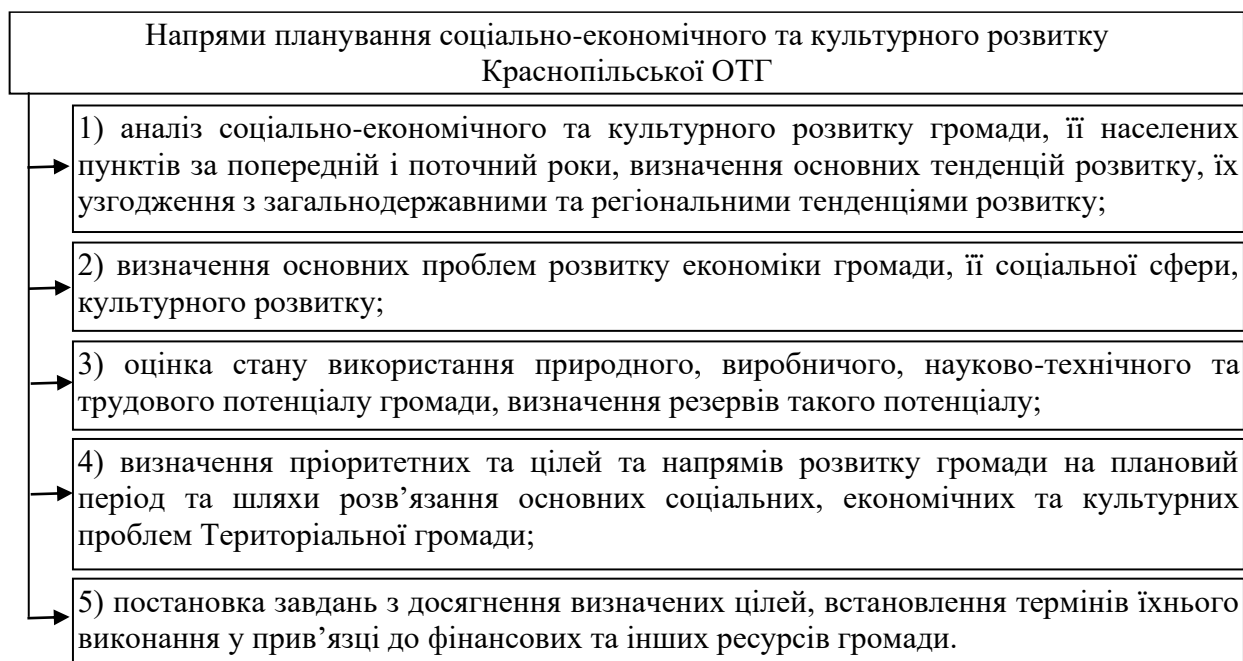 Напрями планування соціально-економічного та культурного розвитку
Краснопільської ОТГ
1) аналіз соціально-економічного та культурного розвитку громади, її населених
пунктів за попередній і поточний роки, визначення основних тенденцій розвитку, їх
узгодження з загальнодержавними та регіональними тенденціями розвитку;
2) визначення основних проблем розвитку економіки громади, її соціальної сфери,
культурного розвитку;
3) оцінка стану використання природного, виробничого, науково-технічного та
трудового потенціалу громади, визначення резервів такого потенціалу;
4) визначення пріоритетних та цілей та напрямів розвитку громади на плановий
період та шляхи розв’язання основних соціальних, економічних та культурних
проблем Територіальної громади;
5) постановка завдань з досягнення визначених цілей, встановлення термінів їхнього
виконання у прив’язці до фінансових та інших ресурсів громади.